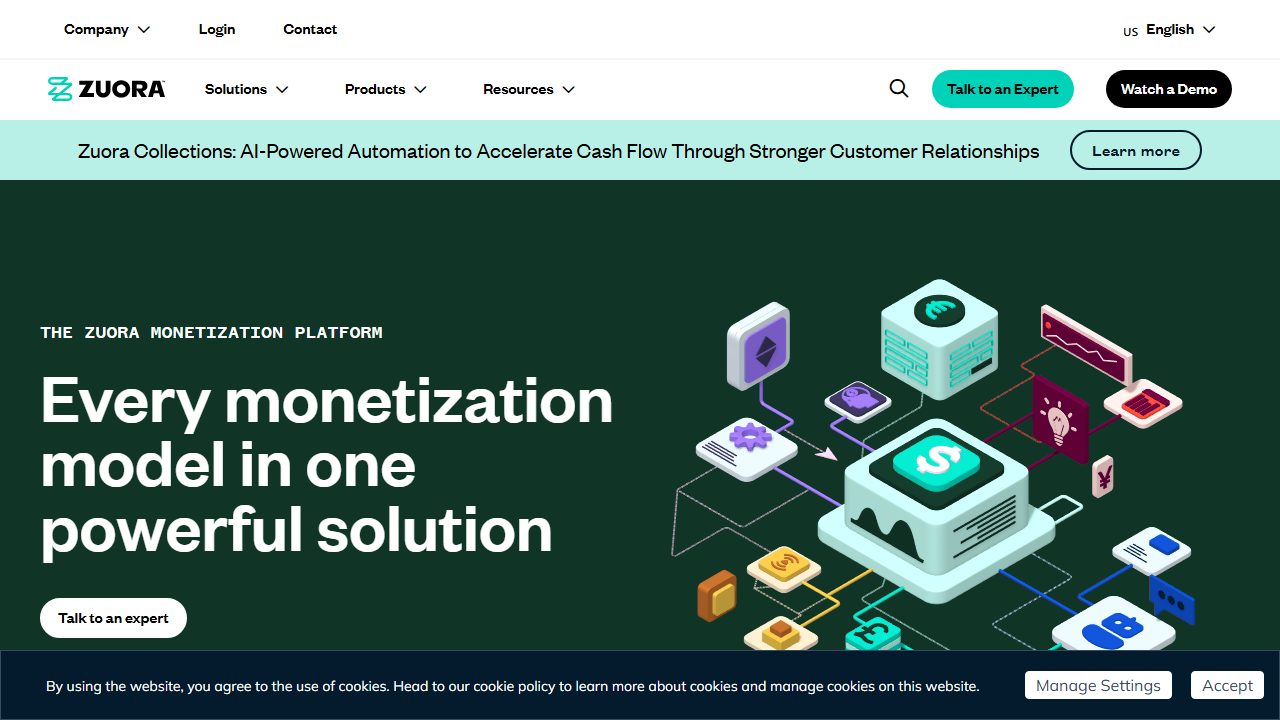 Company
Login
Contact
US English
ZUORA
Solutions
Products
Resources
Talk to an Expert
Watch a Demo
Zuora Collections: AI-Powered Automation to Accelerate Cash Flow Through Stronger Customer Relationships
Learn more
THE ZUORA MONETIZATION PLATFORM
Every monetization
model in one
powerful solution
Talk to an expert
$
£
¥
By using the website, you agree to the use of cookies. Head to our cookie policy to learn more about cookies and manage cookies on this website.
Manage Settings
Accept